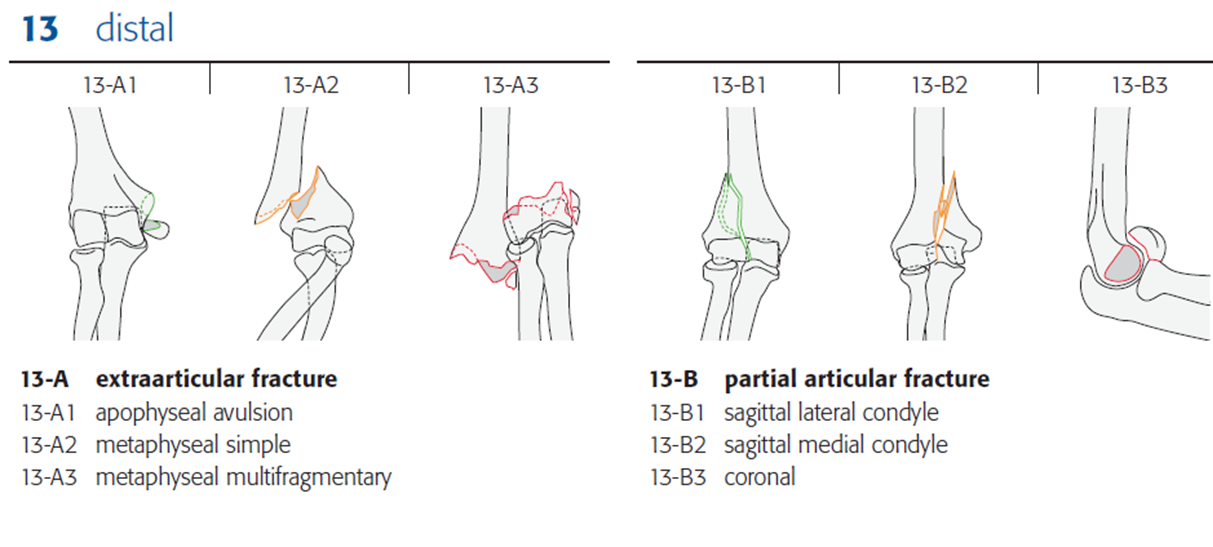 13 distal
13-A1 13-A2 13-A3
13-B1 13-B2 13-B3
13-A extraarticular fracture
13-A1 apophyseal avulsion
13-A2 metaphyseal simple
13-A3 metaphyseal multifragmentary
13-B partial articular fracture
13-B1 sagittal lateral condyle
13-B2 sagittal medial condyle
13-B3 coronal